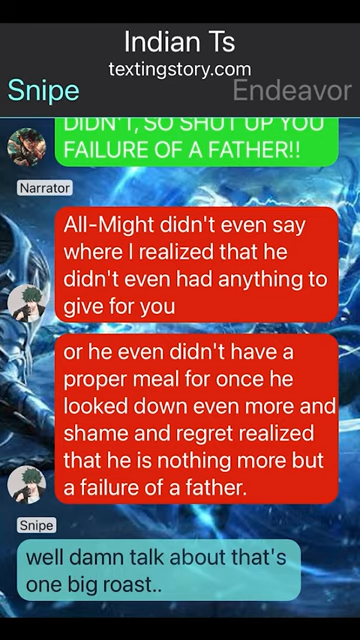 Indian Ts
textingstory.com
Snipe
Endeavor
DIDN'T, SO SHUT UP YOU
FAILURE OF A FATHER!!
Narrator
All-Might didn't even say
where I realized that he
didn't even had anything to
give for you
or he even didn't have a
proper meal for once he
looked down even more and
shame and regret realized
that he is nothing more but
a failure of a father.
Snipe
well damn talk about that's
one big roast..